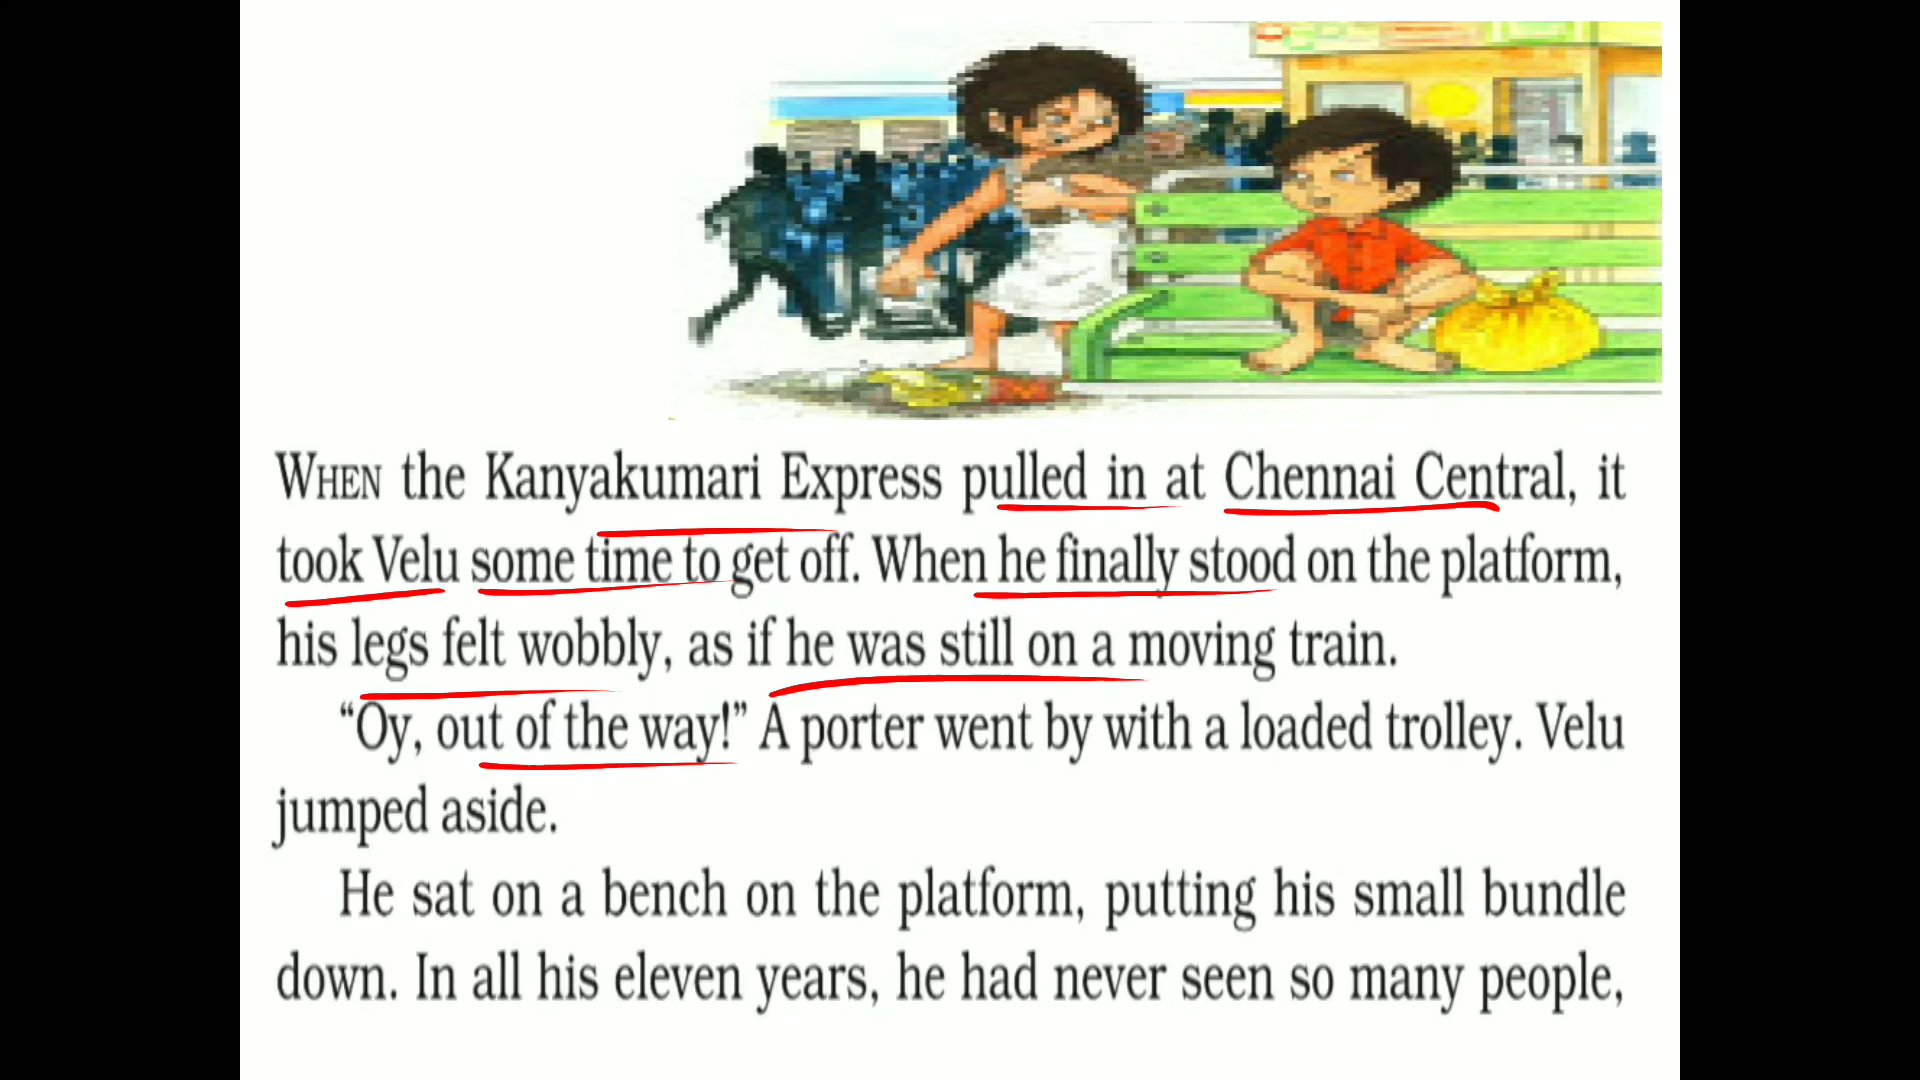 WHEN the Kanyakumari Express pulled in at Chennai Central, it
took Velu some time to get off. When he finally stood on the platform,
his legs felt wobbly, as if he was still on a moving train.
“Oy, out of the way!” A porter went by with a loaded trolley. Velu
jumped aside.
He sat on a bench on the platform, putting his small bundle
down. In all his eleven years, he had never seen so many people,